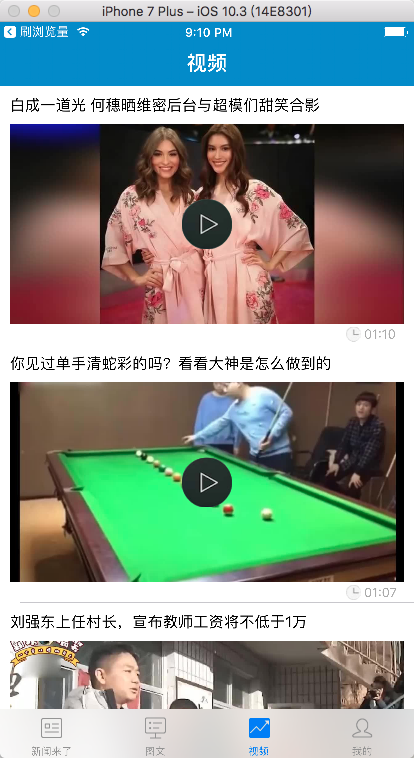 iPhone 7 Plus – iOS 10.3 (14E8301)
刷浏览量 9:10 PM
视频
白成一道光 何穗晒维密后台与超模们甜笑合影
01:10
你见过单手清蛇彩的吗？看看大神是怎么做到的
01:07
刘强东上任村长，宣布教师工资将不低于1万
新闻来了 图文 视频 我的